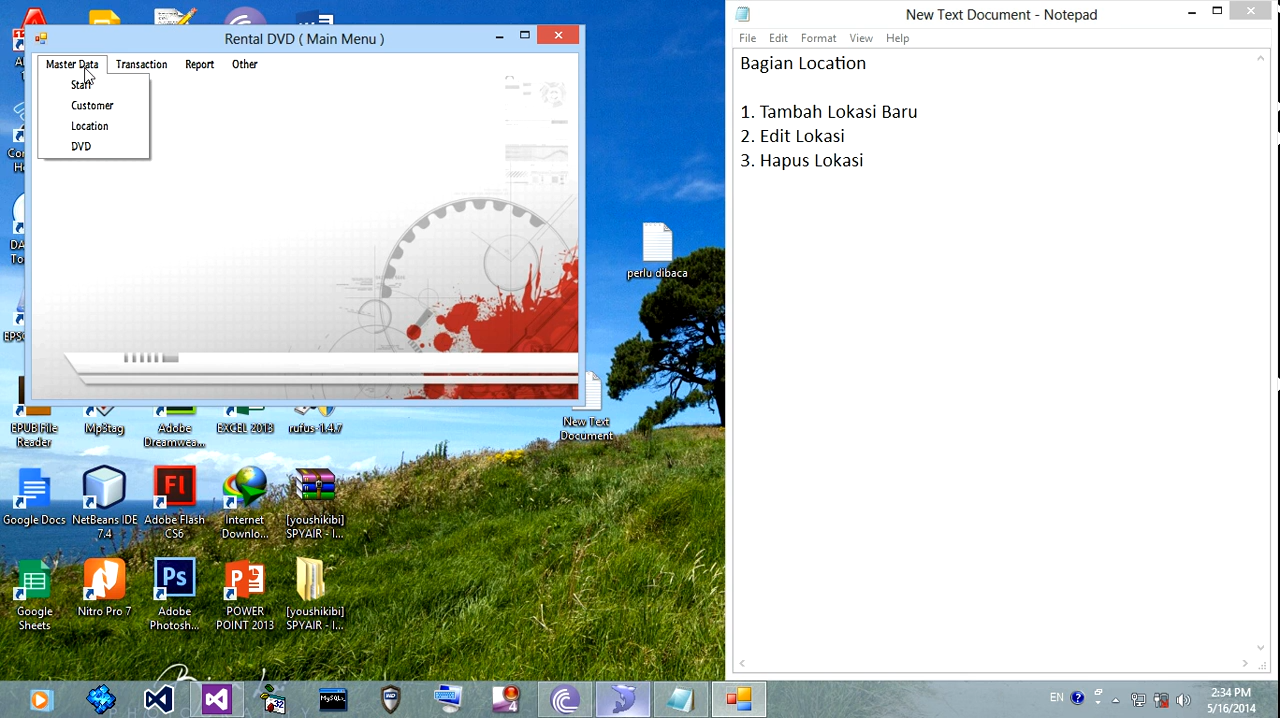 Rental DVD ( Main Menu )
Master Data
Transaction
Report
Other
Staff
Customer
Location
DVD
New Text Document - Notepad
File
Edit
Format
View
Help
Bagian Location
1. Tambah Lokasi Baru
2. Edit Lokasi
3. Hapus Lokasi
perlu dibaca
New Text
Document
EPUB File
Reader
Mp3tag
Adobe
Dreamwea...
EXCEL 2013
rufus-1.4.7
Google Docs
NetBeans IDE
7.4
Adobe Flash
CS6
Internet
Downlo...
[youshikibi]
SPYAIR - I...
Google
Sheets
Nitro Pro 7
Adobe
Photosh...
POWER
POINT 2013
[youshikibi]
SPYAIR - I...
EN
2:34 PM
5/16/2014